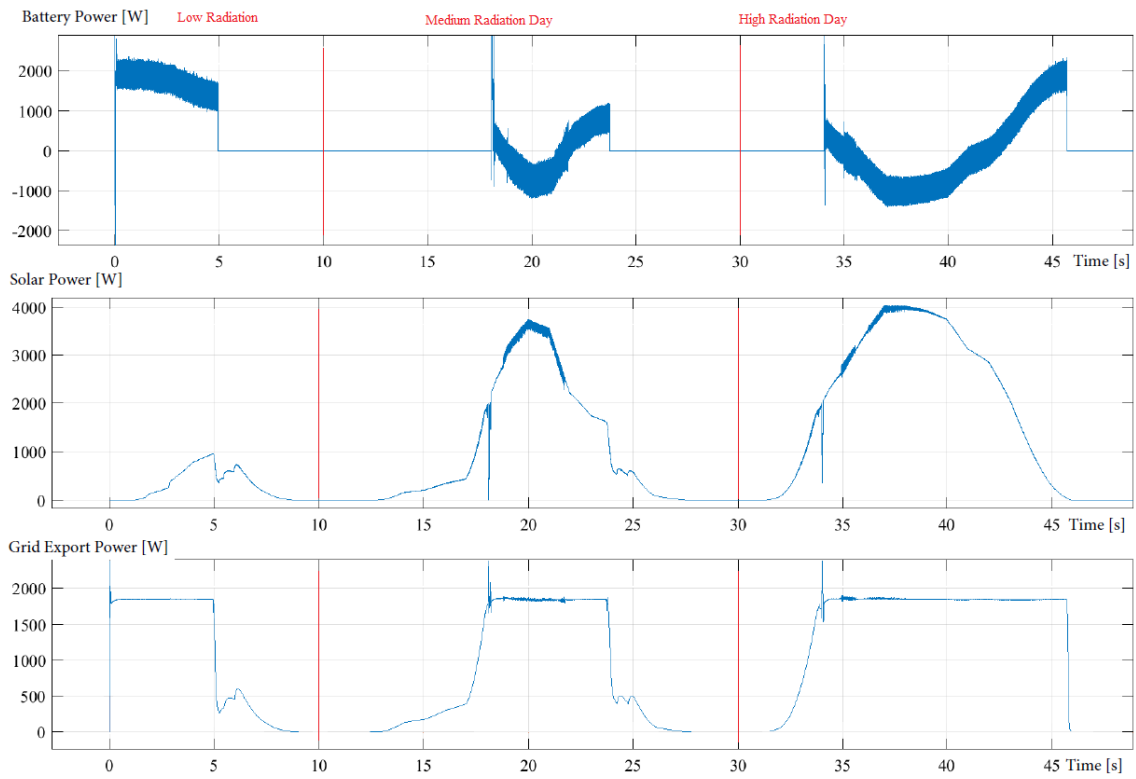 Battery Power [W]
Low Radiation
Medium Radiation Day
High Radiation Day
2000
1000
0
-1000
-2000
0 5 10 15 20 25 30 35 40 45 Time [s]
Solar Power [W]
4000
3000
2000
1000
0
0 5 10 15 20 25 30 35 40 45 Time [s]
Grid Export Power [W]
2000
1500
1000
500
0
0 5 10 15 20 25 30 35 40 45 Time [s]